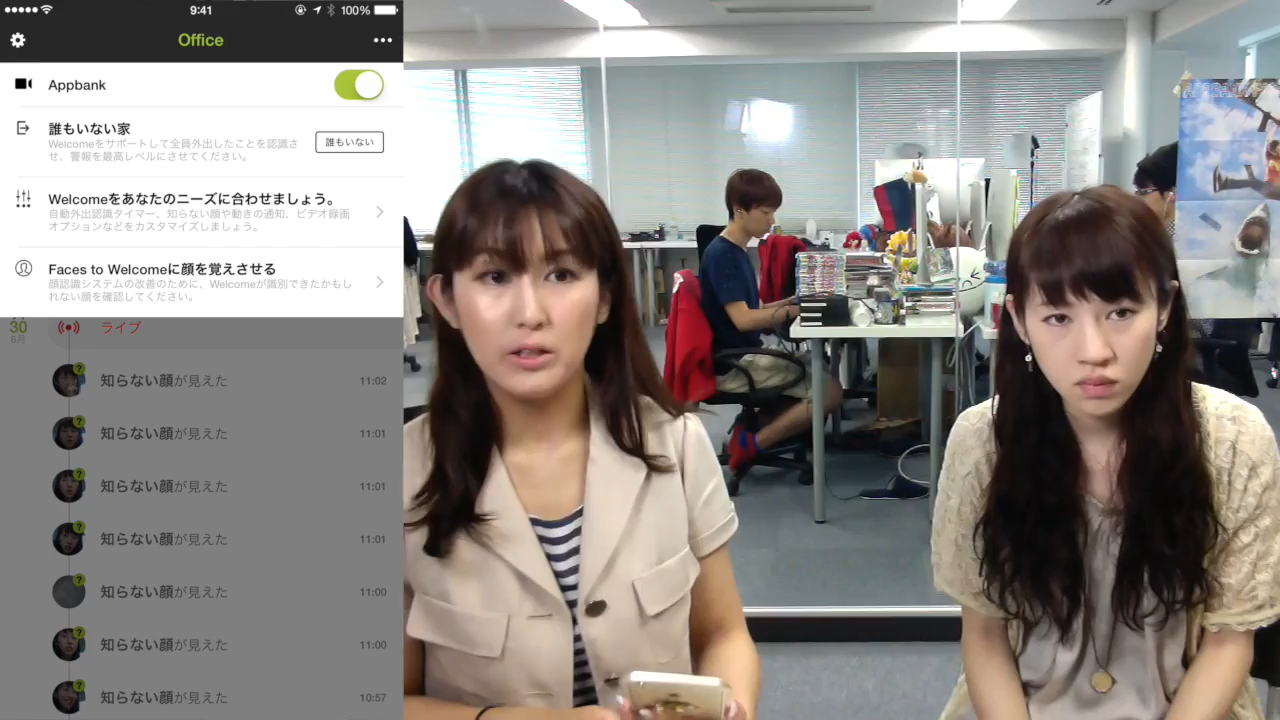 9:41
100%
Office
Appbank
誰もいない家
Welcomeをサポートして全員外出したことを認識さ
せ、警報を最高レベルにさせてください。
誰もいない
Welcomeをあなたのニーズに合わせましょう。
自動外出認識タイマー、知らない顔や動きの通知、ビデオ録画
オプションなどをカスタマイズしましょう。
Faces to Welcomeに顔を覚えさせる
顔認識システムの改善のために、Welcomeが識別できたかもし
れない顔を確認してください。
30
6月
ライブ
知らない顔が見えた 11:02
知らない顔が見えた 11:01
知らない顔が見えた 11:01
知らない顔が見えた 11:01
知らない顔が見えた 11:00
知らない顔が見えた 11:00
知らない顔が見えた 10:57